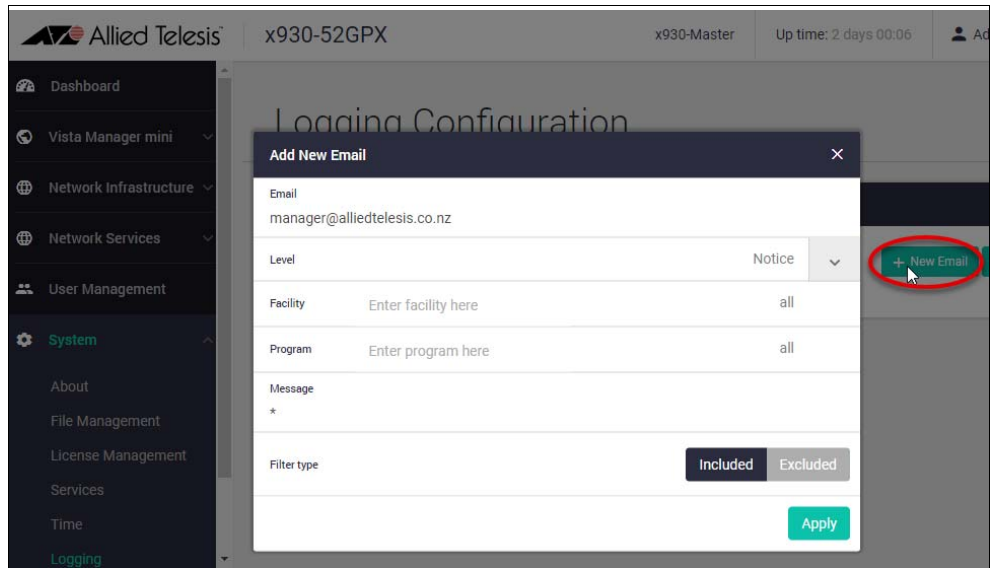 Allied Telesis
x930-52GPX
x930-Master
Up time: 2 days 00:06
Dashboard
Vista Manager mini
Network Infrastructure
Network Services
User Management
System
About
File Management
License Management
Services
Time
Logging
Logging Configuration
+ New Email
Add New Email
Email
manager@alliedtelesis.co.nz
Level
Notice
Facility
Enter facility here
all
Program
Enter program here
all
Message
*
Filter type
Included
Excluded
Apply